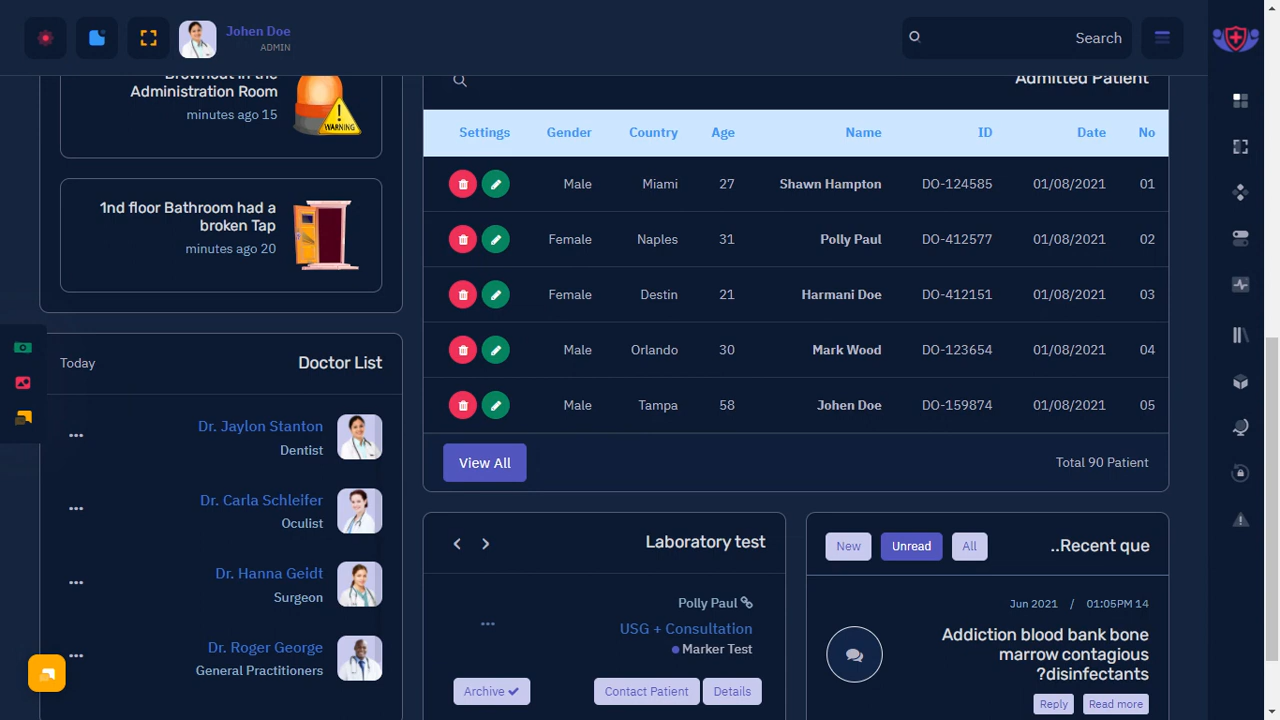 Johen Doe
ADMIN
Search
Brownout in the
Administration Room
minutes ago 15
WARNING
1nd floor Bathroom had a
broken Tap
minutes ago 20
Today
Doctor List
Dr. Jaylon Stanton
Dentist
Dr. Carla Schleifer
Oculist
Dr. Hanna Geidt
Surgeon
Dr. Roger George
General Practitioners
Admitted Patient
Settings Gender Country Age Name ID Date No
Male Miami 27 Shawn Hampton DO-124585 01/08/2021 01
Female Naples 31 Polly Paul DO-412577 01/08/2021 02
Female Destin 21 Harmani Doe DO-412151 01/08/2021 03
Male Orlando 30 Mark Wood DO-123654 01/08/2021 04
Male Tampa 58 Johen Doe DO-159874 01/08/2021 05
View All
Total 90 Patient
Laboratory test
Polly Paul
USG + Consultation
Marker Test
Archive
Contact Patient
Details
New Unread All
..Recent que
Jun 2021 / 01:05PM 14
Addiction blood bank bone
marrow contagious
?disinfectants
Reply
Read more